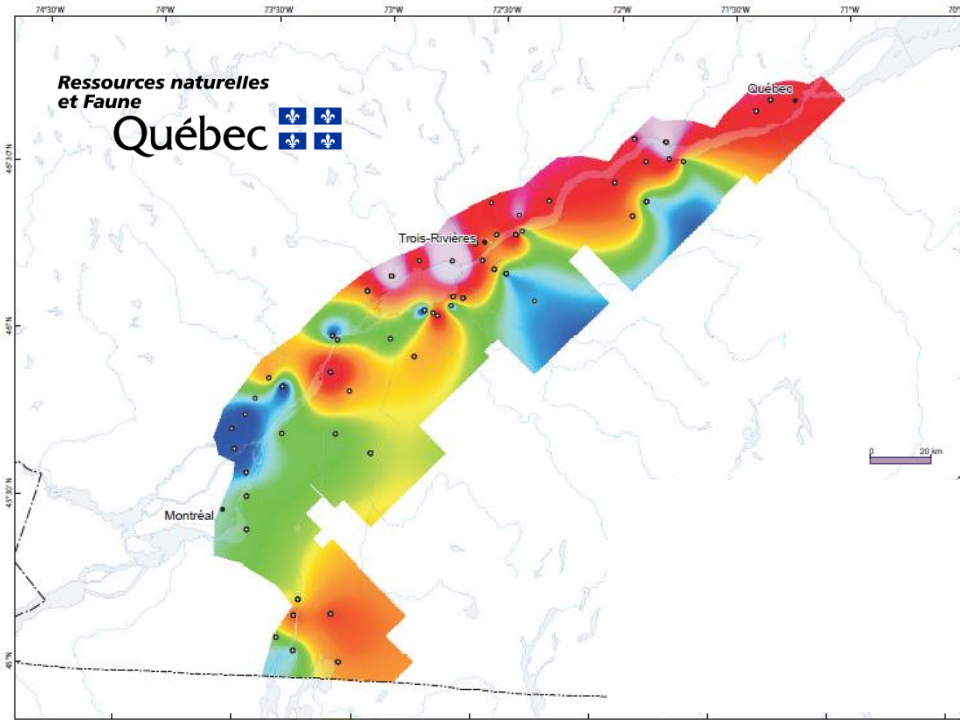 74°30'W 74°W 73°30'W 73°W 72°30'W 72°W 71°30'W 71°W
Ressources naturelles
et Faune
Québec
Québec
46°30'N
Trois-Rivières
46°N
0 20 km
45°30'N
Montréal
45°N